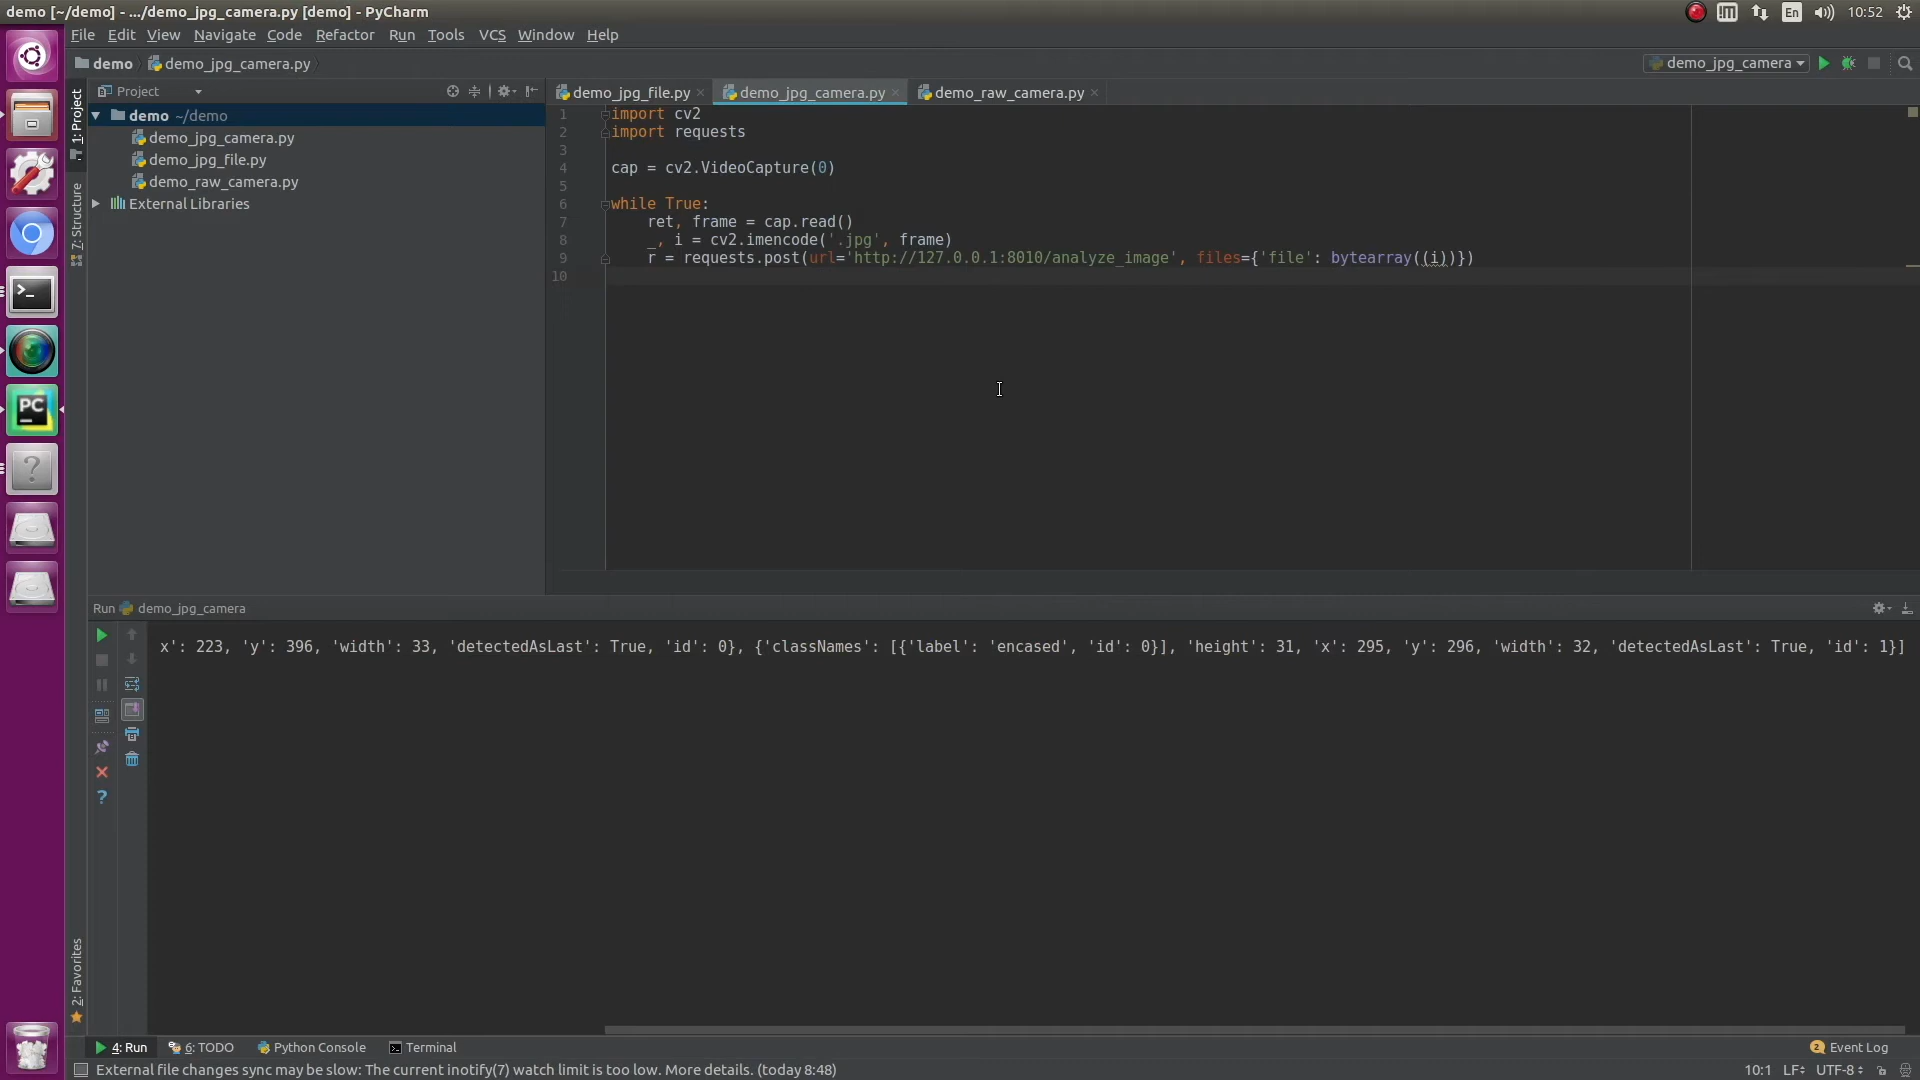 demo [~/demo] - .../demo_jpg_camera.py [demo] - PyCharm
En
10:52
File Edit View Navigate Code Refactor Run Tools VCS Window Help
demo demo_jpg_camera.py
demo_jpg_camera
Project
demo_jpg_file.py
demo_jpg_camera.py
demo_raw_camera.py
1: Project
7: Structure
2: Favorites
demo ~/demo
demo_jpg_camera.py
demo_jpg_file.py
demo_raw_camera.py
External Libraries
1 import cv2
2 import requests
3
4 cap = cv2.VideoCapture(0)
5
6 while True:
7 ret, frame = cap.read()
8 _, i = cv2.imencode('.jpg', frame)
9 r = requests.post(url='http://127.0.0.1:8010/analyze_image', files={'file': bytearray((i))})
10
PC
Run demo_jpg_camera
x': 223, 'y': 396, 'width': 33, 'detectedAsLast': True, 'id': 0}, {'classNames': [{'label': 'encased', 'id': 0}], 'height': 31, 'x': 295, 'y': 296, 'width': 32, 'detectedAsLast': True, 'id': 1}]
4: Run 6: TODO Python Console Terminal
2 Event Log
External file changes sync may be slow: The current inotify(7) watch limit is too low. More details. (today 8:48)
10:1 LF UTF-8